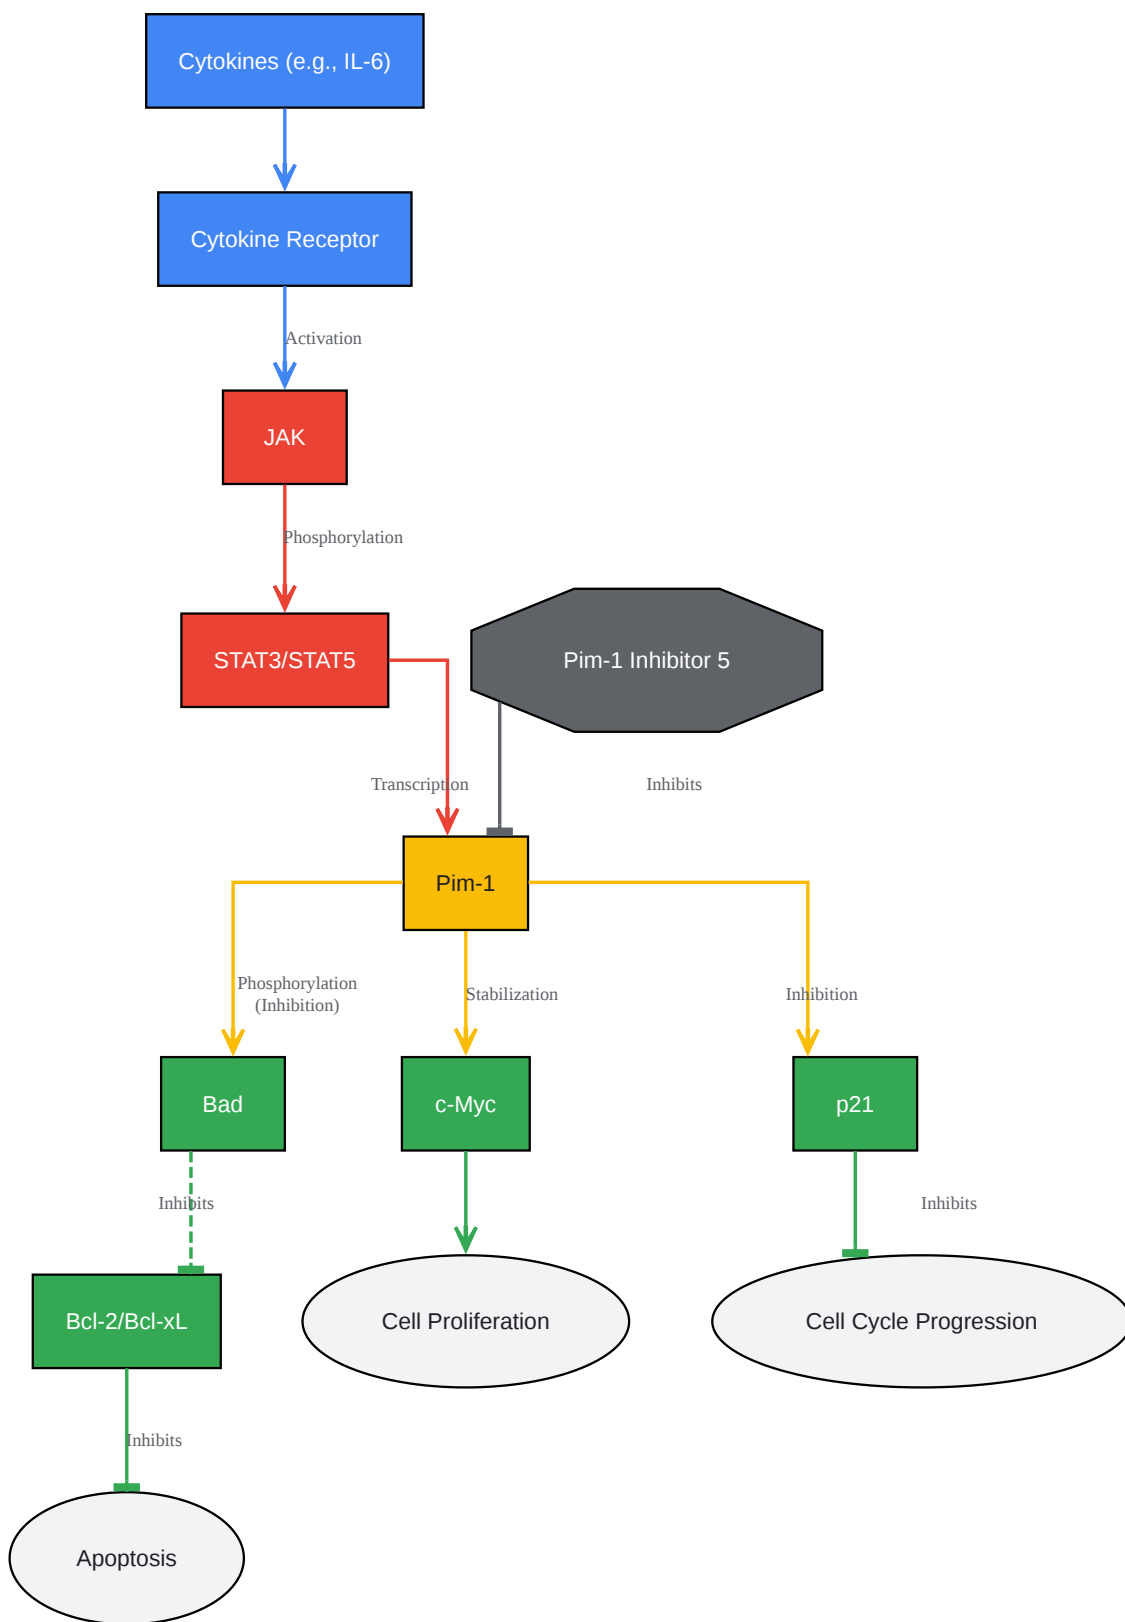 Cytokines (e.g., IL-6)
Cytokine Receptor
Activation
JAK
Phosphorylation
STAT3/STAT5
Pim-1 Inhibitor 5
Transcription
Inhibits
Pim-1
Phosphorylation
(Inhibition)
Stabilization
Inhibition
Bad
c-Myc
p21
Inhibits
Inhibits
Bcl-2/Bcl-xL
Cell Proliferation
Cell Cycle Progression
Inhibits
Apoptosis